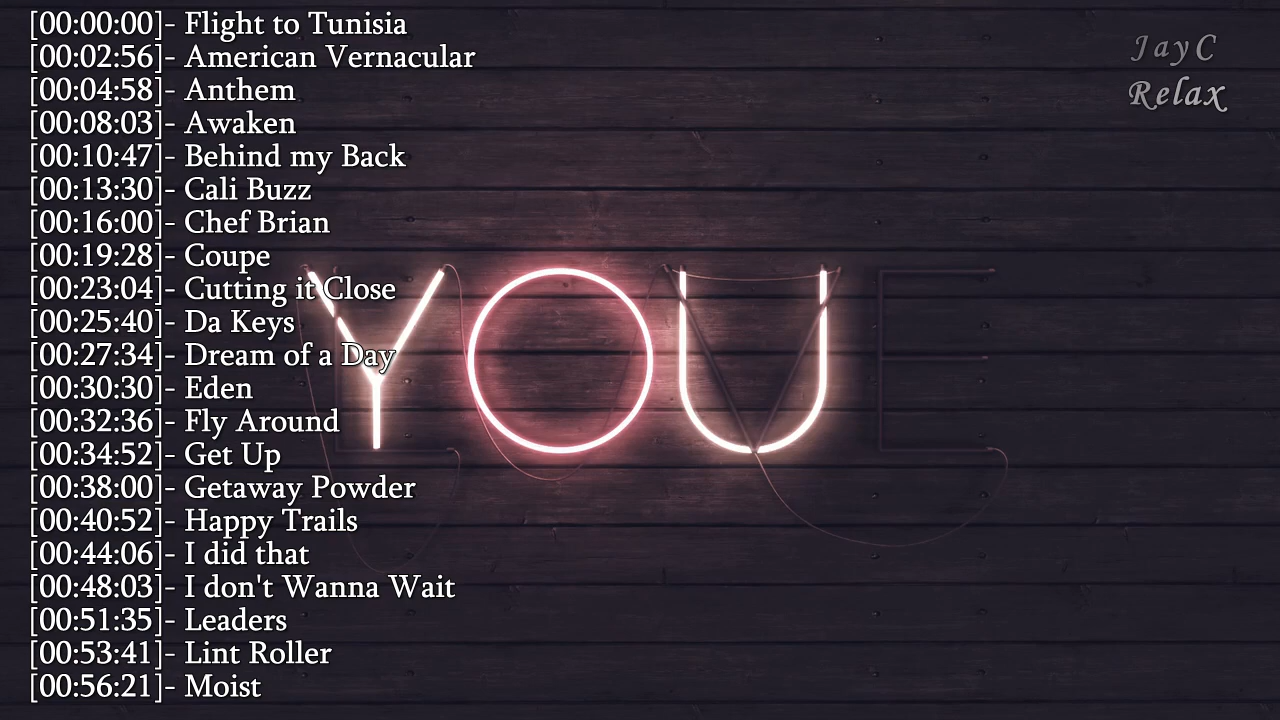 [00:00:00]- Flight to Tunisia
[00:02:56]- American Vernacular
[00:04:58]- Anthem
[00:08:03]- Awaken
[00:10:47]- Behind my Back
[00:13:30]- Cali Buzz
[00:16:00]- Chef Brian
[00:19:28]- Coupe
[00:23:04]- Cutting it Close
[00:25:40]- Da Keys
[00:27:34]- Dream of a Day
[00:30:30]- Eden
[00:32:36]- Fly Around
[00:34:52]- Get Up
[00:38:00]- Getaway Powder
[00:40:52]- Happy Trails
[00:44:06]- I did that
[00:48:03]- I don't Wanna Wait
[00:51:35]- Leaders
[00:53:41]- Lint Roller
[00:56:21]- Moist
JayC
Relax
YOU